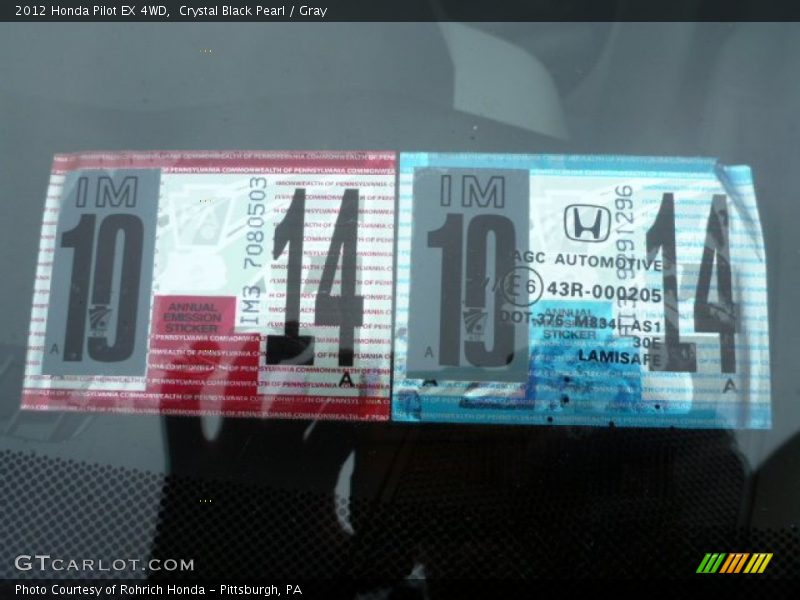 2012 Honda Pilot EX 4WD,  Crystal Black Pearl / Gray
COMMONWEALTH OF PENNSYLVANIA
IM
10
A
IM3 7080503
14
ANNUAL
EMISSION
STICKER
A
IM
10
A
14
AGC AUTOMOTIVE
E6 43R-000205
AS1
30E
LAMISAFE
ANNUAL
STICKER
A
GTCARLOT.COM
Photo Courtesy of Rohrich Honda - Pittsburgh, PA